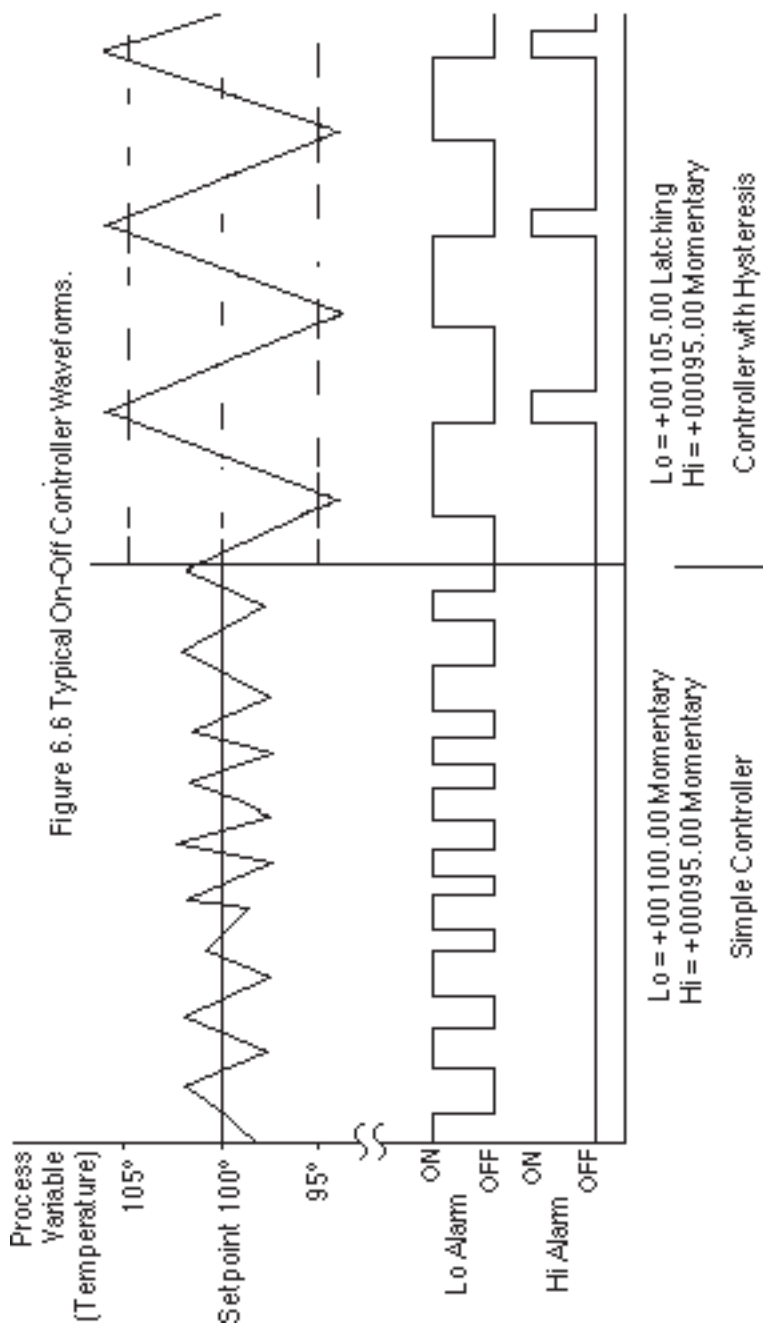 Figure 6.6 Typical On-Off Controller Waveforms.
Process
Variable
(Temperature)
105°
Setpoint 100°
95°
ON
Lo Alarm
OFF
ON
Hi Alarm
OFF
Lo = +00100.00 Momentary
Hi = +00095.00 Momentary
Simple Controller
Lo = +00105.00 Latching
Hi = +00095.00 Momentary
Controller with Hysteresis